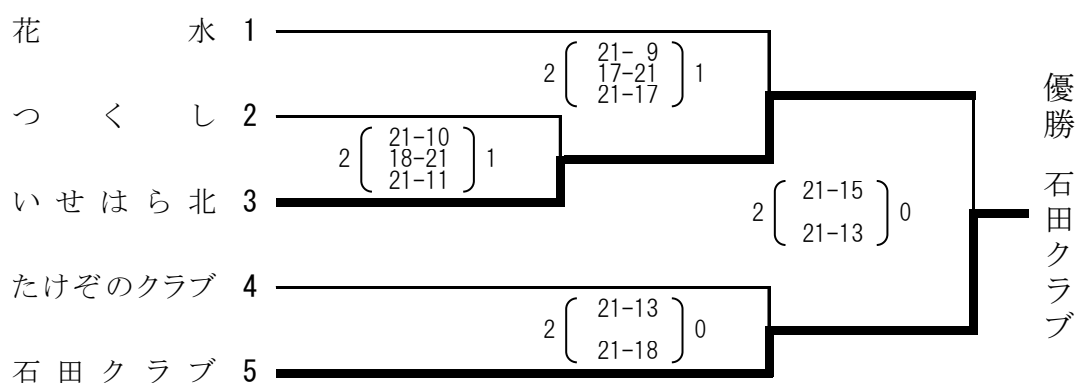 花水 1
2 ( 21- 9 17-21 21-17 ) 1
つくし 2
2 ( 21-10 18-21 21-11 ) 1
いせはら北 3
2 ( 21-15 21-13 ) 0
たけぞのクラブ 4
2 ( 21-13 21-18 ) 0
石田クラブ 5
優勝 石田クラブ